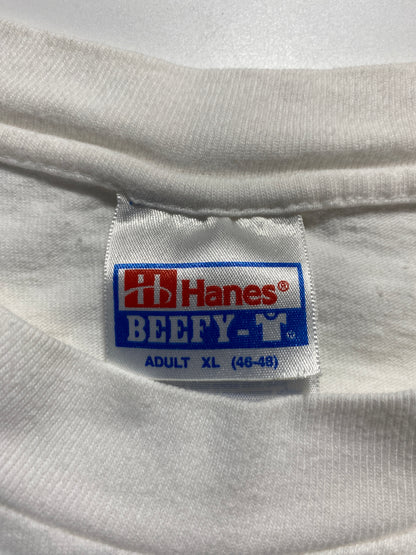 H Hanes®
BEEFY-T®
ADULT XL (46-48)